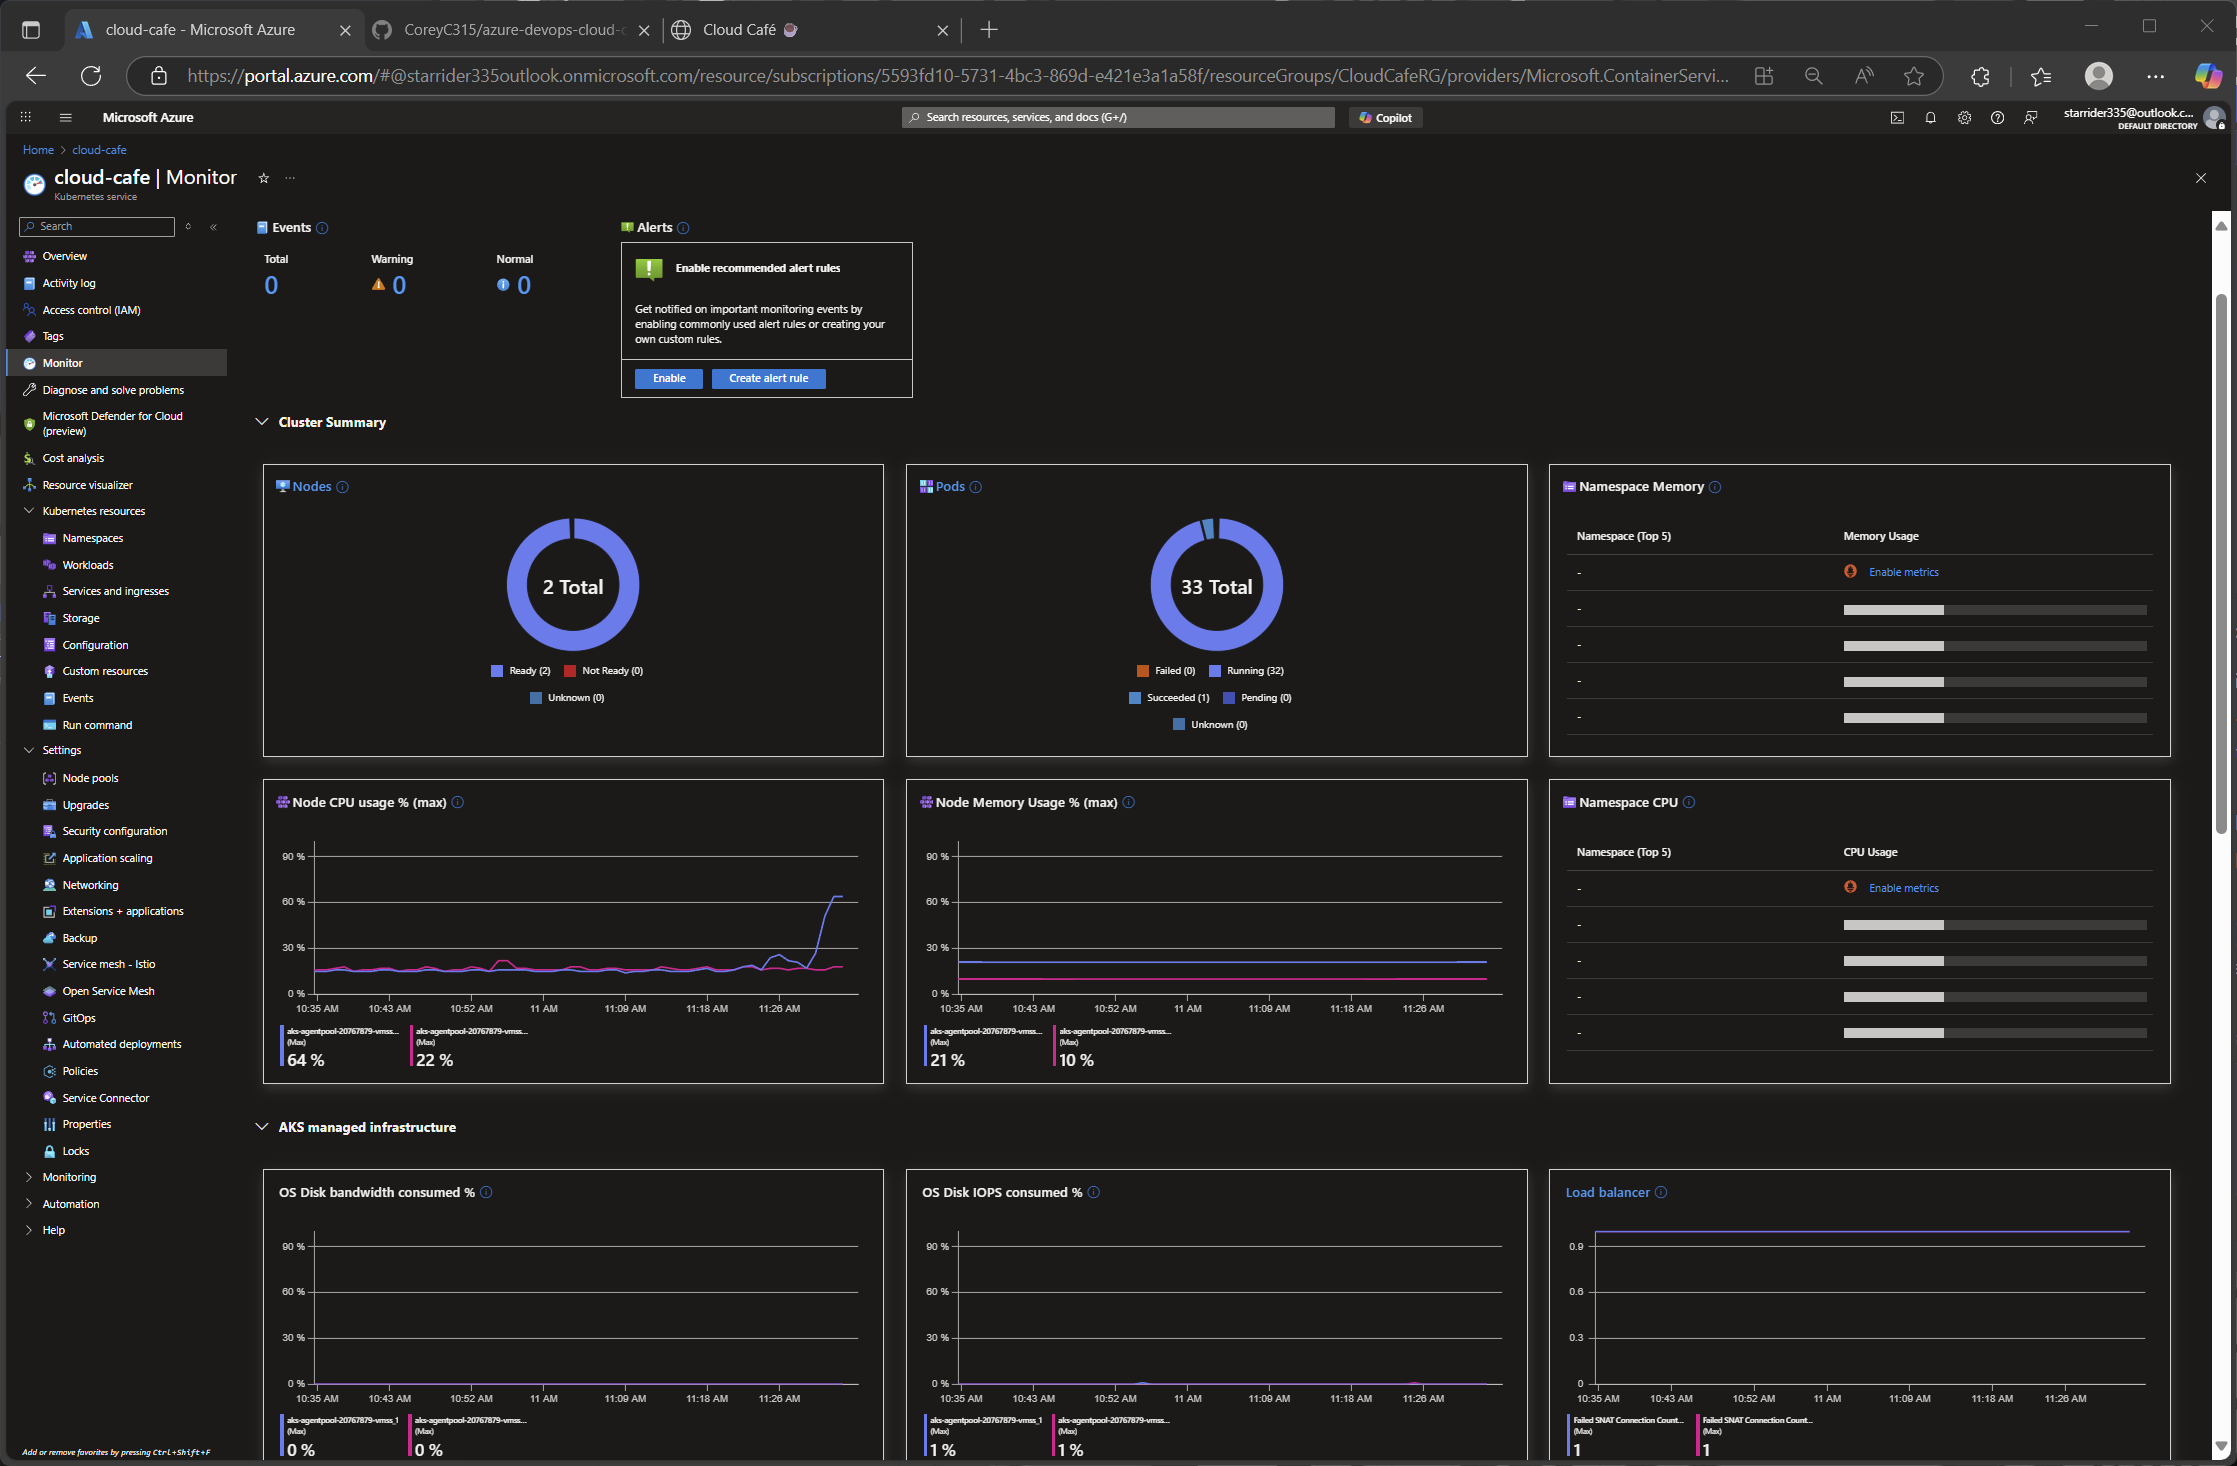 cloud-cafe - Microsoft Azure
CoreyC315/azure-devops-cloud-
Cloud Café
https://portal.azure.com/#@starrider335outlook.onmicrosoft.com/resource/subscriptions/5593fd10-5731-4bc3-869d-e421e3a1a58f/resourceGroups/CloudCafeRG/providers/Microsoft.ContainerServi...
Microsoft Azure
Search resources, services, and docs (G+/)
Copilot
starrider335@outlook.c...
DEFAULT DIRECTORY
Home > cloud-cafe
cloud-cafe | Monitor
Kubernetes service
Search
Overview
Activity log
Access control (IAM)
Tags
Monitor
Diagnose and solve problems
Microsoft Defender for Cloud
(preview)
Cost analysis
Resource visualizer
Kubernetes resources
Namespaces
Workloads
Services and ingresses
Storage
Configuration
Custom resources
Events
Run command
Settings
Node pools
Upgrades
Security configuration
Application scaling
Networking
Extensions + applications
Backup
Service mesh - Istio
Open Service Mesh
GitOps
Automated deployments
Policies
Service Connector
Properties
Locks
Monitoring
Automation
Help
Add or remove favorites by pressing Ctrl+Shift+F
Events
Total Warning Normal
0 0 0
Alerts
Enable recommended alert rules
Get notified on important monitoring events by
enabling commonly used alert rules or creating your
own custom rules.
Enable Create alert rule
Cluster Summary
Nodes
2 Total
Ready (2) Not Ready (0)
Unknown (0)
Pods
33 Total
Failed (0) Running (32)
Succeeded (1) Pending (0)
Unknown (0)
Namespace Memory
Namespace (Top 5) Memory Usage
- Enable metrics
-
-
-
-
Node CPU usage % (max)
90 %
60 %
30 %
0 %
10:35 AM 10:43 AM 10:52 AM 11 AM 11:09 AM 11:18 AM 11:26 AM
aks-agentpool-20767879-vmss... aks-agentpool-20767879-vmss...
(Max) (Max)
64 % 22 %
Node Memory Usage % (max)
90 %
60 %
30 %
0 %
10:35 AM 10:43 AM 10:52 AM 11 AM 11:09 AM 11:18 AM 11:26 AM
aks-agentpool-20767879-vmss... aks-agentpool-20767879-vmss...
(Max) (Max)
21 % 10 %
Namespace CPU
Namespace (Top 5) CPU Usage
- Enable metrics
-
-
-
-
AKS managed infrastructure
OS Disk bandwidth consumed %
90 %
60 %
30 %
0 %
10:35 AM 10:43 AM 10:52 AM 11 AM 11:09 AM 11:18 AM 11:26 AM
aks-agentpool-20767879-vmss_1 aks-agentpool-20767879-vmss...
(Max) (Max)
0 % 0 %
OS Disk IOPS consumed %
90 %
60 %
30 %
0 %
10:35 AM 10:43 AM 10:52 AM 11 AM 11:09 AM 11:18 AM 11:26 AM
aks-agentpool-20767879-vmss_1 aks-agentpool-20767879-vmss...
(Max) (Max)
1 % 1 %
Load balancer
0.9
0.6
0.3
0
10:35 AM 10:43 AM 10:52 AM 11 AM 11:09 AM 11:18 AM 11:26 AM
Failed SNAT Connection Count... Failed SNAT Connection Count...
(Max) (Max)
1 1